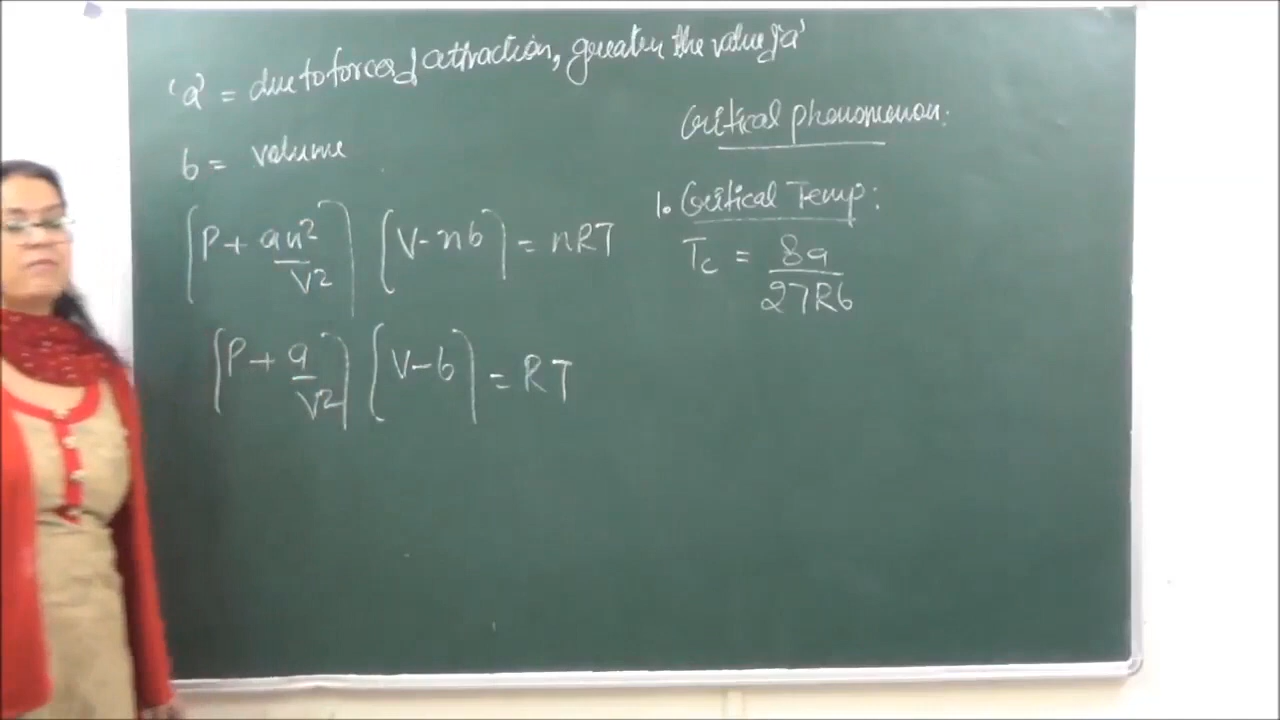 'a' = due to force of attraction, greater the value of 'a'
b = volume
[P + an²/V²] [V - nb] = nRT
[P + a/V²] [V - b] = RT
Critical phenomenon:
1. Critical Temp:
Tc = 8a/27Rb